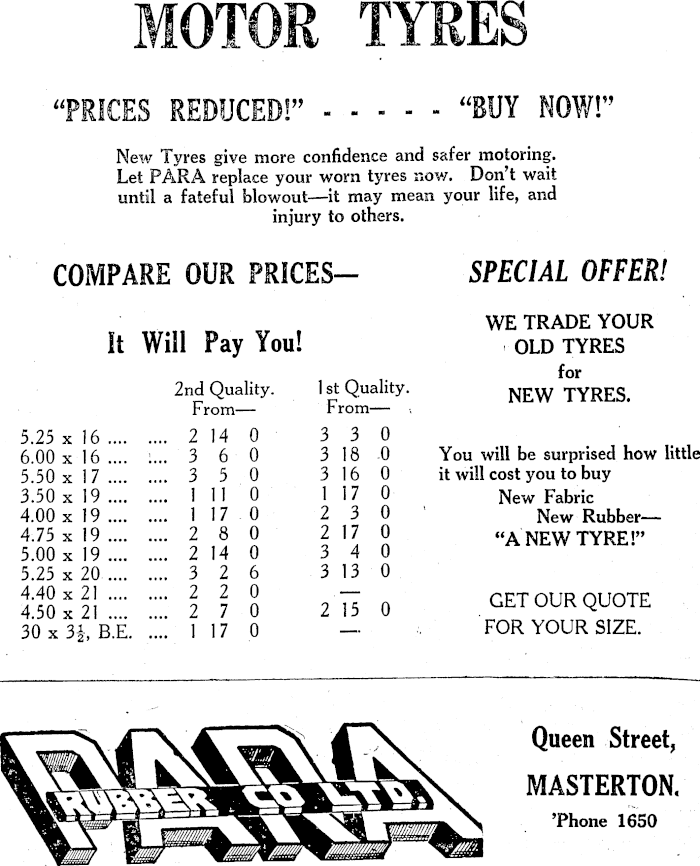 MOTOR TYRES
"PRICES REDUCED!" - - - - - "BUY NOW!"
New Tyres give more confidence and safer motoring.
Let PARA replace your worn tyres now. Don't wait
until a fateful blowout—it may mean your life, and
injury to others.
COMPARE OUR PRICES—
It Will Pay You!
2nd Quality. 1st Quality.
From— From—
5.25 x 16 .... .... 2 14 0 3 3 0
6.00 x 16 .... .... 3 6 0 3 18 0
5.50 x 17 .... .... 3 5 0 3 16 0
3.50 x 19 .... .... 1 11 0 1 17 0
4.00 x 19 .... .... 1 17 0 2 3 0
4.75 x 19 .... .... 2 8 0 2 17 0
5.00 x 19 .... .... 2 14 0 3 4 0
5.25 x 20 .... .... 3 2 6 3 13 0
4.40 x 21 .... .... 2 2 0 —
4.50 x 21 .... .... 2 7 0 2 15 0
30 x 3½, B.E. .... 1 17 0 —
SPECIAL OFFER!
WE TRADE YOUR
OLD TYRES
for
NEW TYRES.
You will be surprised how little
it will cost you to buy
New Fabric
New Rubber—
"A NEW TYRE!"
GET OUR QUOTE
FOR YOUR SIZE.
PARA
RUBBER CO LTD.
Queen Street,
MASTERTON.
'Phone 1650